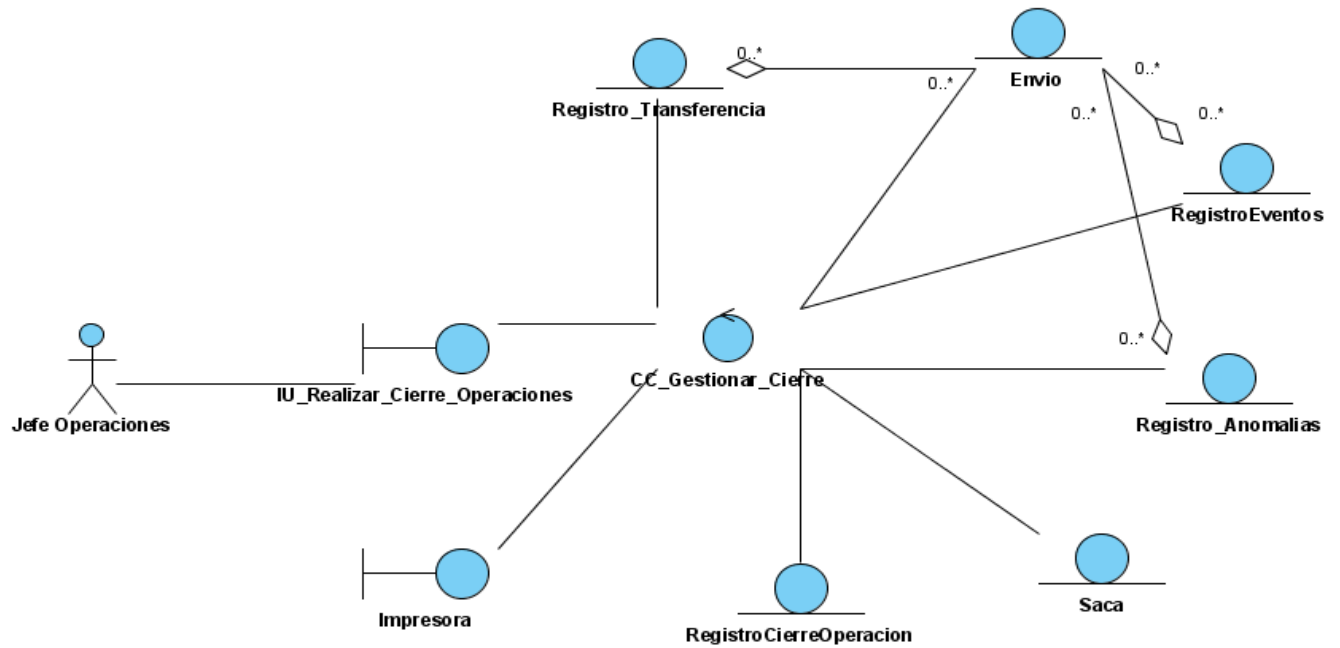 0..*
0..*
Envio
0..*
Registro_Transferencia
0..*
0..*
RegistroEventos
0..*
Jefe Operaciones
IU_Realizar_Cierre_Operaciones
CC_Gestionar_Cierre
Registro_Anomalias
Impresora
RegistroCierreOperacion
Saca